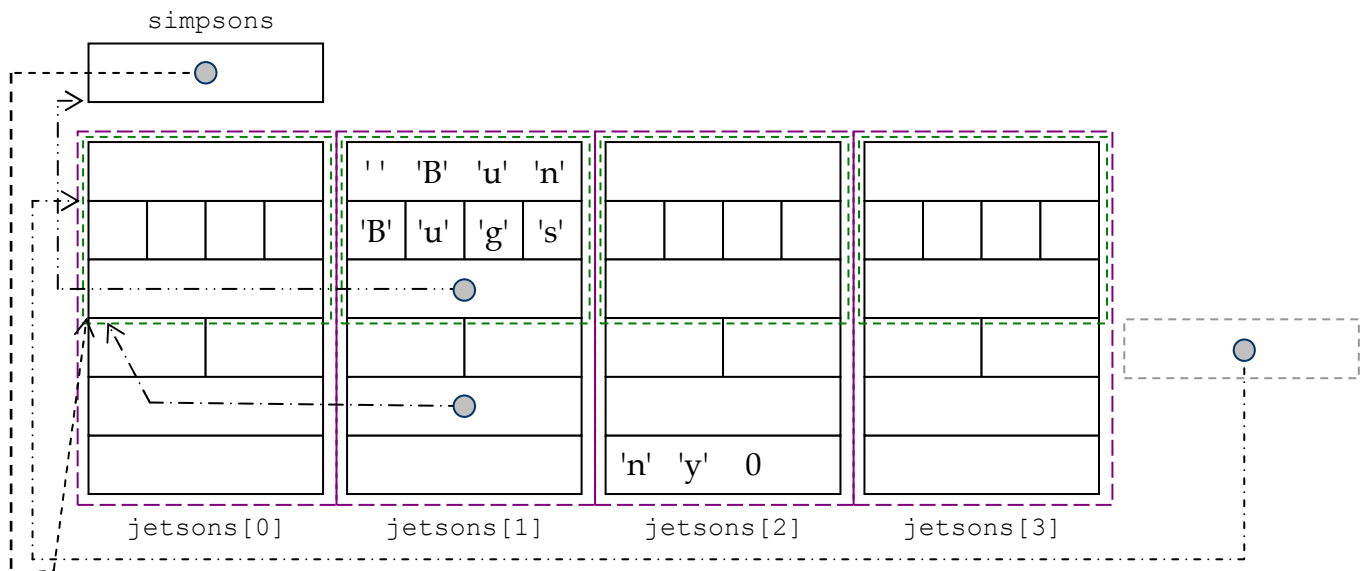 simpsons
' ' 'B' 'u' 'n'
'B' 'u' 'g' 's'
'n' 'y' 0
jetsons[0] jetsons[1] jetsons[2] jetsons[3]